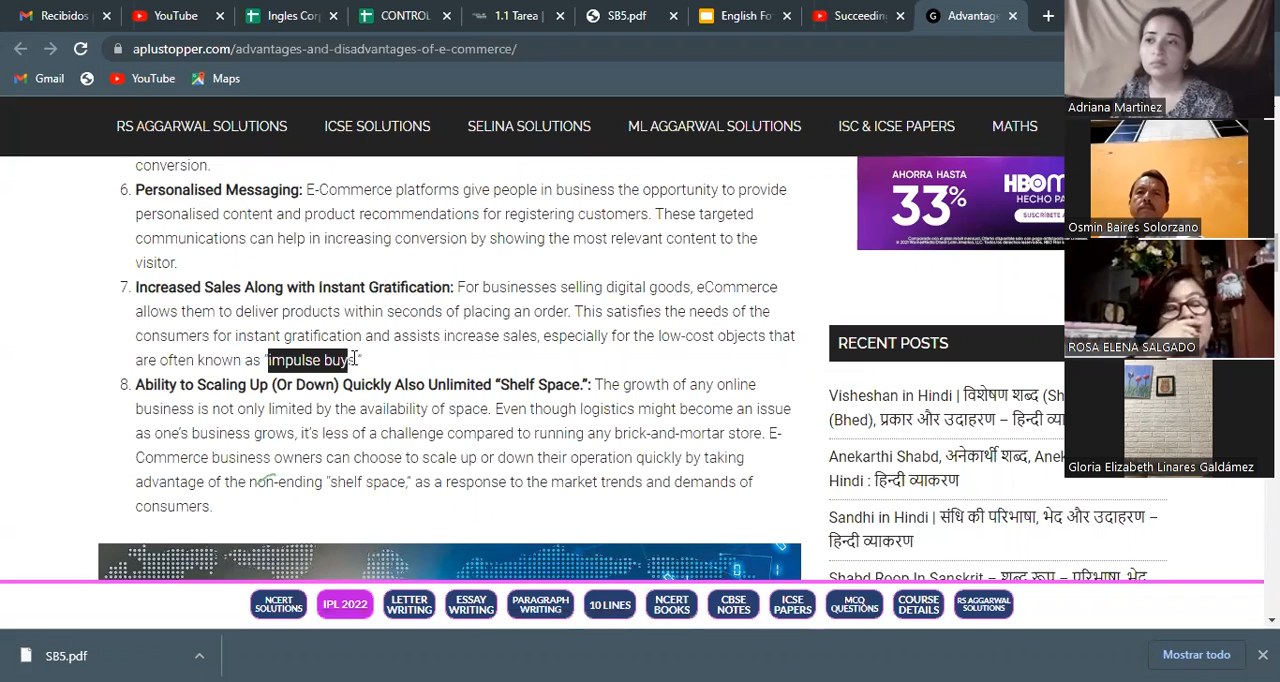 Recibidos
YouTube
Ingles Cor
CONTROL
1.1 Tarea |
SB5.pdf
English Fo
Succeeding
Advantage
aplustopper.com/advantages-and-disadvantages-of-e-commerce/
Gmail
YouTube
Maps
RS AGGARWAL SOLUTIONS
ICSE SOLUTIONS
SELINA SOLUTIONS
ML AGGARWAL SOLUTIONS
ISC & ICSE PAPERS
MATHS
conversion.
6. Personalised Messaging: E-Commerce platforms give people in business the opportunity to provide
personalised content and product recommendations for registering customers. These targeted
communications can help in increasing conversion by showing the most relevant content to the
visitor.
7. Increased Sales Along with Instant Gratification: For businesses selling digital goods, eCommerce
allows them to deliver products within seconds of placing an order. This satisfies the needs of the
consumers for instant gratification and assists increase sales, especially for the low-cost objects that
are often known as "impulse buys"
8. Ability to Scaling Up (Or Down) Quickly Also Unlimited “Shelf Space.”: The growth of any online
business is not only limited by the availability of space. Even though logistics might become an issue
as one's business grows, it's less of a challenge compared to running any brick-and-mortar store. E-
Commerce business owners can choose to scale-up or down their operation quickly by taking
advantage of the non-ending “shelf space,” as a response to the market trends and demands of
consumers.
AHORA HASTA
33%
HBOM
HECHO PA
SUSCRÍBETE A
RECENT POSTS
Visheshan in Hindi | विशेषण शब्द (Sh
(Bhed), प्रकार और उदाहरण – हिन्दी व्याकर
Anekarthi Shabd, अनेकार्थी शब्द, Anek
Hindi : हिन्दी व्याकरण
Sandhi in Hindi | संधि की परिभाषा, भेद और उदाहरण –
हिन्दी व्याकरण
Shabd Roop In Sanskrit – शब्द रूप – परिभाषा, भेद
Adriana Martinez
Osmin Baires Solorzano
ROSA ELENA SALGADO
Gloria Elizabeth Linares Galdámez
NCERT SOLUTIONS
IPL 2022
LETTER WRITING
ESSAY WRITING
PARAGRAPH WRITING
10 LINES
NCERT BOOKS
CBSE NOTES
ICSE PAPERS
MCQ QUESTIONS
COURSE DETAILS
RS AGGARWAL SOLUTIONS
SB5.pdf
Mostrar todo